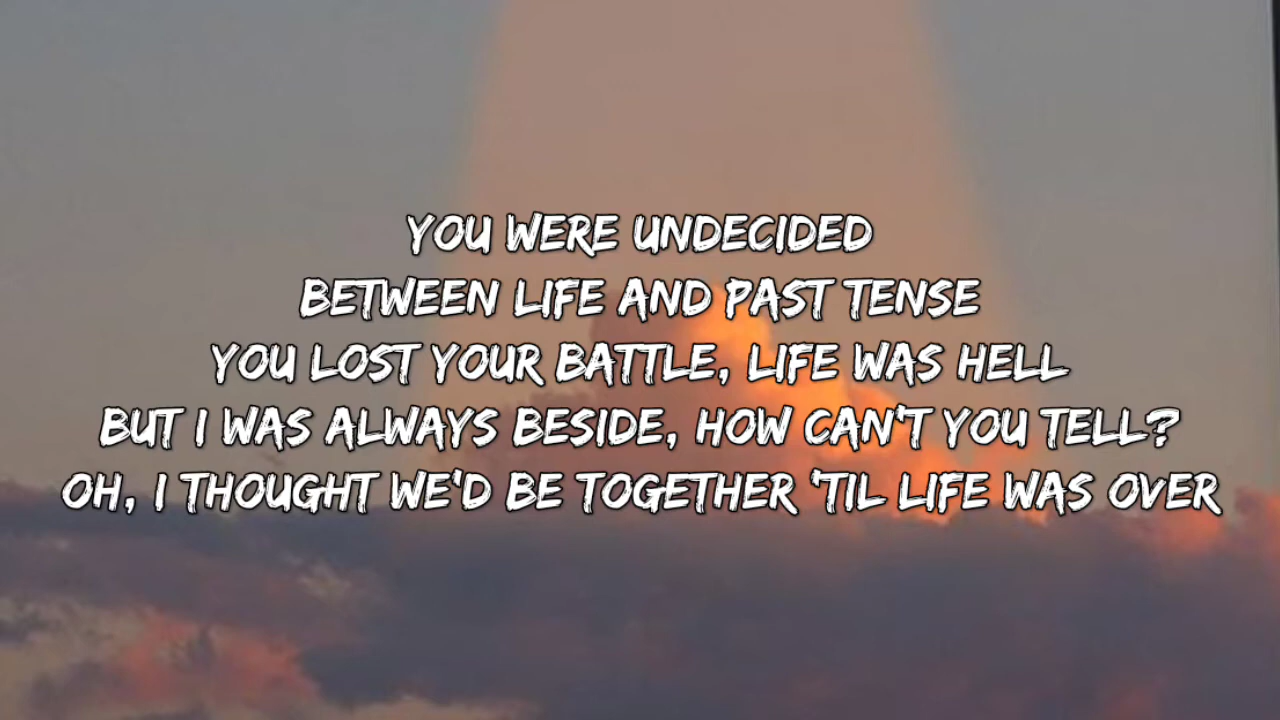 YOU WERE UNDECIDED
BETWEEN LIFE AND PAST TENSE
YOU LOST YOUR BATTLE, LIFE WAS HELL
BUT I WAS ALWAYS BESIDE, HOW CAN'T YOU TELL?
OH, I THOUGHT WE'D BE TOGETHER 'TIL LIFE WAS OVER